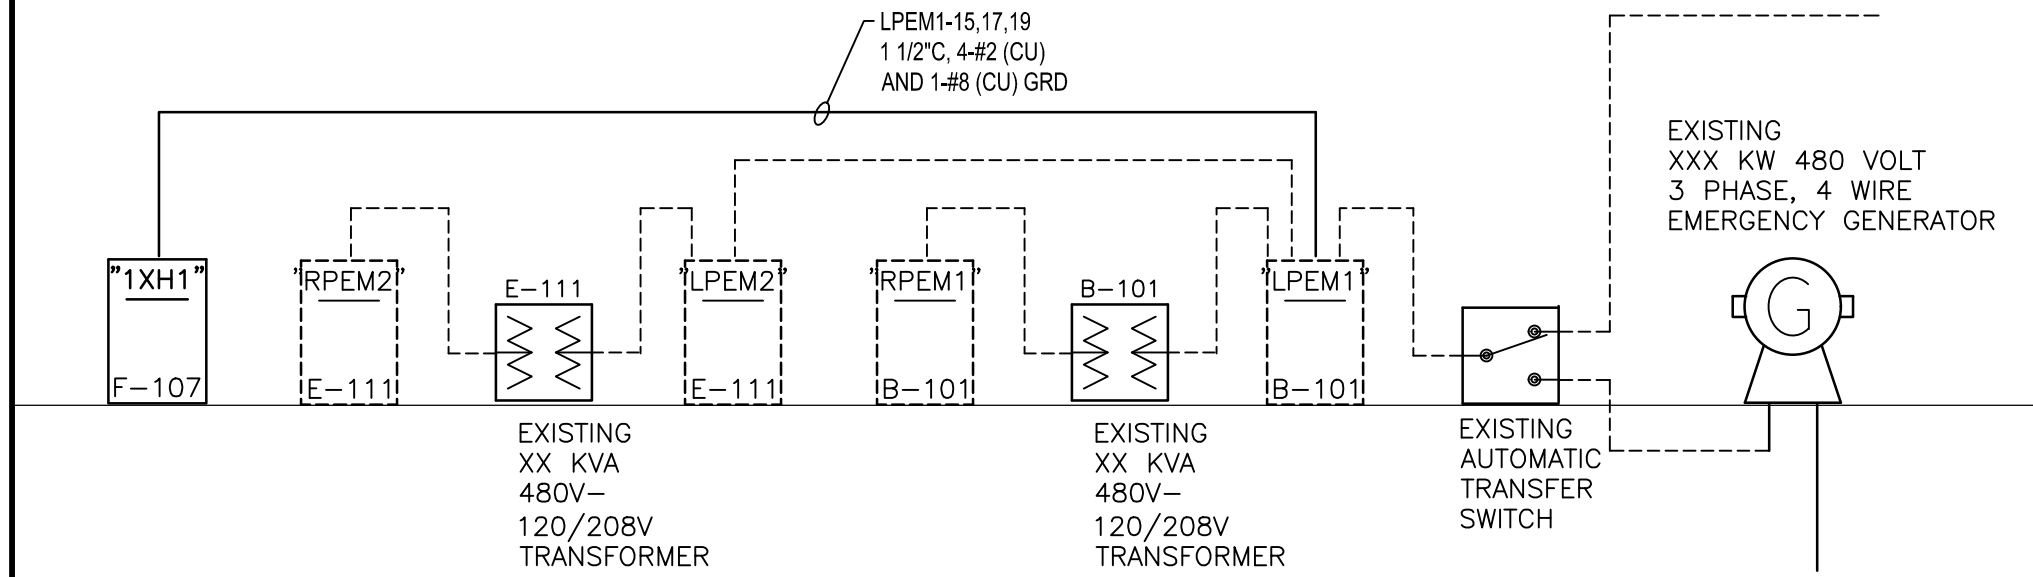 LPEM1-15,17,19
1 1/2"C, 4-#2 (CU)
AND 1-#8 (CU) GRD
EXISTING
XXX KW 480 VOLT
3 PHASE, 4 WIRE
EMERGENCY GENERATOR
"1XH1"
F-107
"RPEM2"
E-111
E-111
"LPEM2"
E-111
"RPEM1"
B-101
B-101
"LPEM1"
B-101
G
EXISTING
XX KVA
480V-
120/208V
TRANSFORMER
EXISTING
XX KVA
480V-
120/208V
TRANSFORMER
EXISTING
AUTOMATIC
TRANSFER
SWITCH